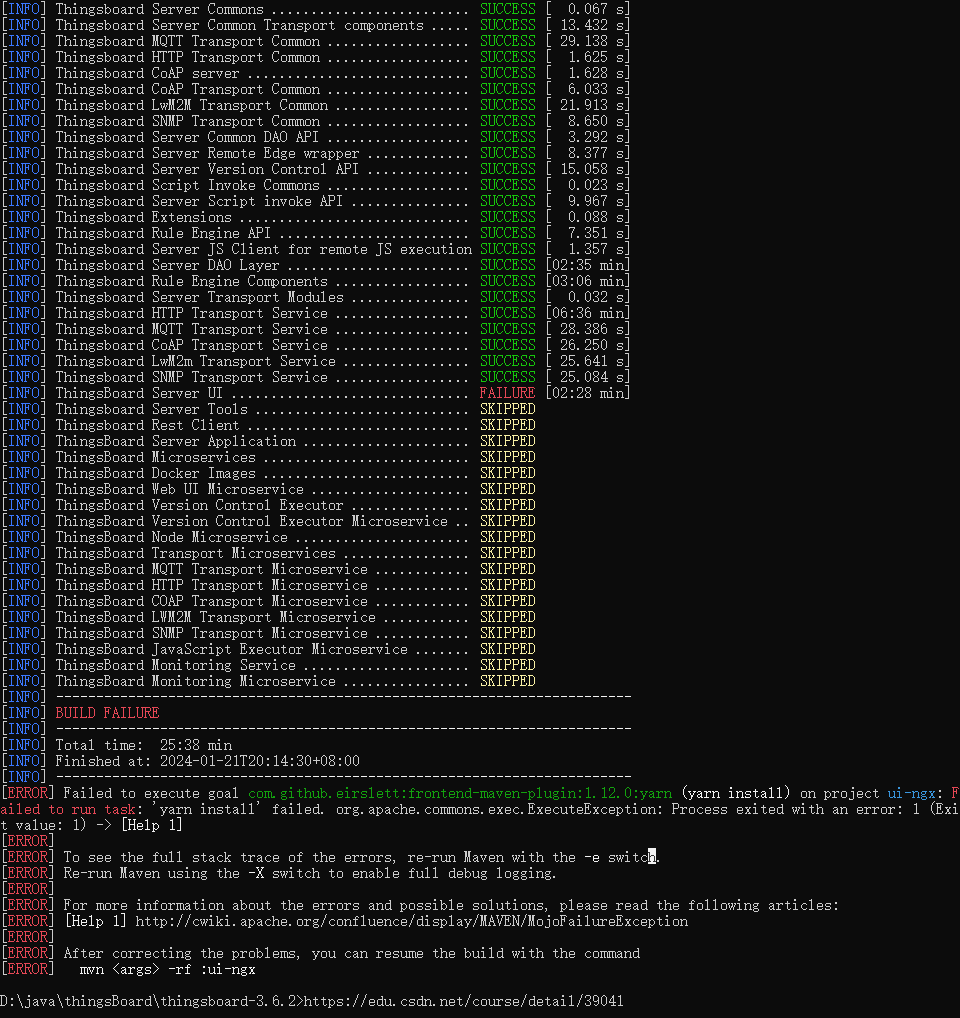 [INFO] Thingsboard Server Commons ......................... SUCCESS [  0.067 s]
[INFO] Thingsboard Server Common Transport components ..... SUCCESS [ 13.432 s]
[INFO] Thingsboard MQTT Transport Common .................. SUCCESS [ 29.138 s]
[INFO] Thingsboard HTTP Transport Common .................. SUCCESS [  1.625 s]
[INFO] Thingsboard CoAP server ............................ SUCCESS [  1.628 s]
[INFO] Thingsboard CoAP Transport Common .................. SUCCESS [  6.033 s]
[INFO] Thingsboard LwM2M Transport Common ................. SUCCESS [ 21.913 s]
[INFO] Thingsboard SNMP Transport Common .................. SUCCESS [  8.650 s]
[INFO] Thingsboard Server Common DAO API .................. SUCCESS [  3.292 s]
[INFO] Thingsboard Server Remote Edge wrapper ............. SUCCESS [  8.377 s]
[INFO] Thingsboard Server Version Control API ............. SUCCESS [ 15.058 s]
[INFO] Thingsboard Script Invoke Commons .................. SUCCESS [  0.023 s]
[INFO] Thingsboard Server Script invoke API ............... SUCCESS [  9.967 s]
[INFO] Thingsboard Extensions ............................. SUCCESS [  0.088 s]
[INFO] Thingsboard Rule Engine API ........................ SUCCESS [  7.351 s]
[INFO] Thingsboard Server JS Client for remote JS execution SUCCESS [  1.357 s]
[INFO] Thingsboard Server DAO Layer ....................... SUCCESS [02:35 min]
[INFO] Thingsboard Rule Engine Components ................. SUCCESS [03:06 min]
[INFO] Thingsboard Server Transport Modules ............... SUCCESS [  0.032 s]
[INFO] Thingsboard HTTP Transport Service ................. SUCCESS [06:36 min]
[INFO] Thingsboard MQTT Transport Service ................. SUCCESS [ 28.386 s]
[INFO] Thingsboard CoAP Transport Service ................. SUCCESS [ 26.250 s]
[INFO] Thingsboard LwM2m Transport Service ................ SUCCESS [ 25.641 s]
[INFO] Thingsboard SNMP Transport Service ................. SUCCESS [ 25.084 s]
[INFO] ThingsBoard Server UI .............................. FAILURE [02:28 min]
[INFO] Thingsboard Server Tools ........................... SKIPPED
[INFO] Thingsboard Rest Client ............................ SKIPPED
[INFO] ThingsBoard Server Application ..................... SKIPPED
[INFO] ThingsBoard Microservices .......................... SKIPPED
[INFO] ThingsBoard Docker Images .......................... SKIPPED
[INFO] ThingsBoard Web UI Microservice .................... SKIPPED
[INFO] ThingsBoard Version Control Executor ............... SKIPPED
[INFO] ThingsBoard Version Control Executor Microservice .. SKIPPED
[INFO] ThingsBoard Node Microservice ...................... SKIPPED
[INFO] ThingsBoard Transport Microservices ................ SKIPPED
[INFO] ThingsBoard MQTT Transport Microservice ............ SKIPPED
[INFO] ThingsBoard HTTP Transport Microservice ............ SKIPPED
[INFO] ThingsBoard COAP Transport Microservice ............ SKIPPED
[INFO] ThingsBoard LWM2M Transport Microservice ........... SKIPPED
[INFO] ThingsBoard SNMP Transport Microservice ............ SKIPPED
[INFO] ThingsBoard JavaScript Executor Microservice ....... SKIPPED
[INFO] ThingsBoard Monitoring Service ..................... SKIPPED
[INFO] ThingsBoard Monitoring Microservice ................ SKIPPED
[INFO] ------------------------------------------------------------------------
[INFO] BUILD FAILURE
[INFO] ------------------------------------------------------------------------
[INFO] Total time:  25:38 min
[INFO] Finished at: 2024-01-21T20:14:30+08:00
[INFO] ------------------------------------------------------------------------
[ERROR] Failed to execute goal com.github.eirslett:frontend-maven-plugin:1.12.0:yarn (yarn install) on project ui-ngx: F
ailed to run task: 'yarn install' failed. org.apache.commons.exec.ExecuteException: Process exited with an error: 1 (Exi
t value: 1) -> [Help 1]
[ERROR]
[ERROR] To see the full stack trace of the errors, re-run Maven with the -e switch.
[ERROR] Re-run Maven using the -X switch to enable full debug logging.
[ERROR]
[ERROR] For more information about the errors and possible solutions, please read the following articles:
[ERROR] [Help 1] http://cwiki.apache.org/confluence/display/MAVEN/MojoFailureException
[ERROR]
[ERROR] After correcting the problems, you can resume the build with the command
[ERROR]   mvn <args> -rf :ui-ngx
D:\java\thingsBoard\thingsboard-3.6.2>https://edu.csdn.net/course/detail/39041